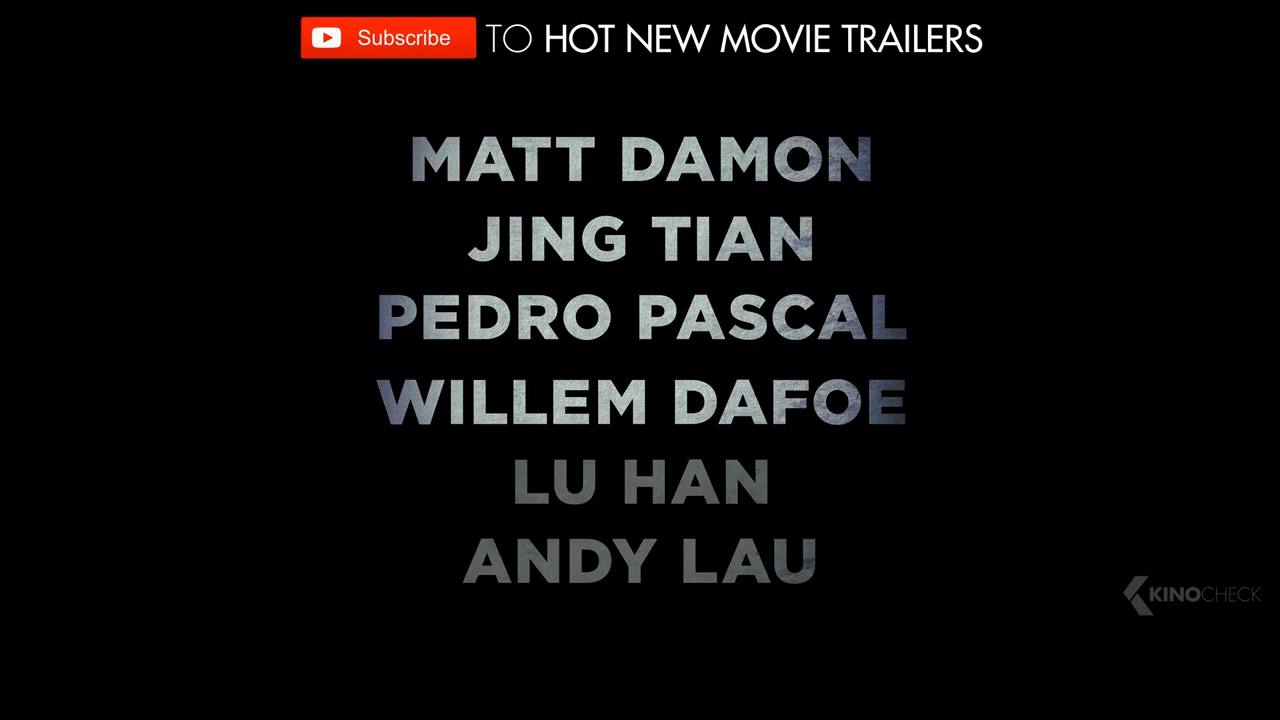 Subscribe TO HOT NEW MOVIE TRAILERS
MATT DAMON
JING TIAN
PEDRO PASCAL
WILLEM DAFOE
LU HAN
ANDY LAU
KINOCHECK